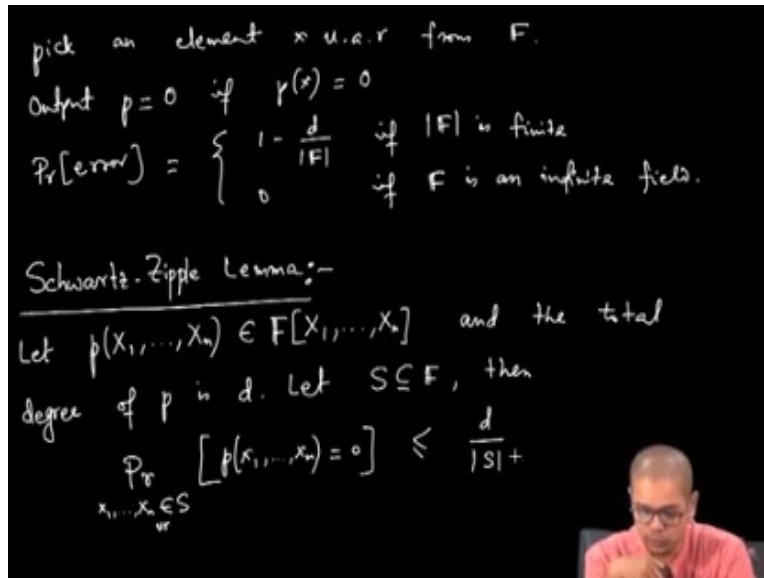 pick an element x u.a.r from F.
Output p = 0 if p(x) = 0
Pr[error] = { 1 - d/|F| if |F| is finite
0 if F is an infinite field.
Schwartz-Zipple Lemma:-
Let p(X₁,...,Xₙ) ∈ F[X₁,...,Xₙ] and the total
degree of p is d. Let S ⊆ F, then
Pr [p(x₁,...,xₙ) = 0] ≤ d/|S| +
x₁,...,xₙ ∈ S
ur